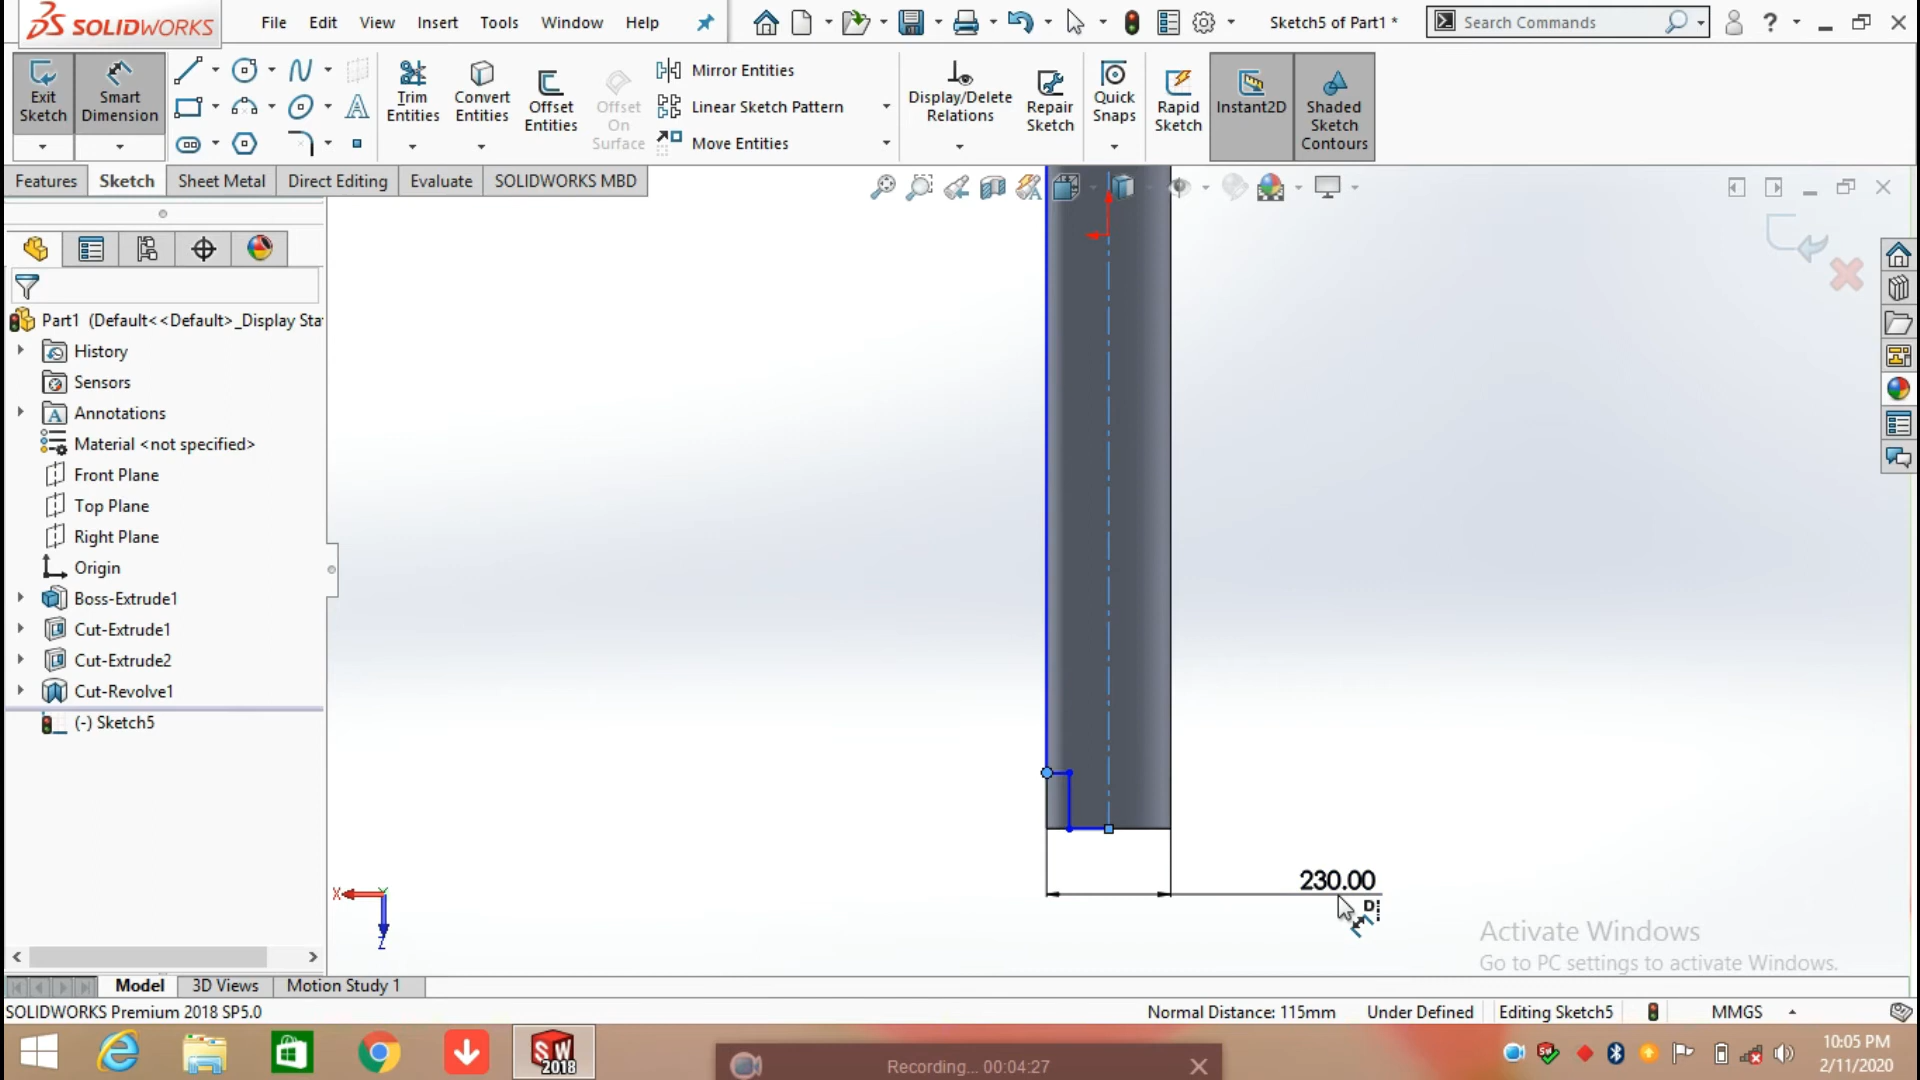 SOLIDWORKS
File Edit View Insert Tools Window Help
Sketch5 of Part1 *
Search Commands
Exit Sketch
Smart Dimension
Trim Entities
Convert Entities
Offset Entities
Offset On Surface
Mirror Entities
Linear Sketch Pattern
Move Entities
Display/Delete Relations
Repair Sketch
Quick Snaps
Rapid Sketch
Instant2D
Shaded Sketch Contours
Features Sketch Sheet Metal Direct Editing Evaluate SOLIDWORKS MBD
Part1 (Default<<Default>_Display Sta
History
Sensors
Annotations
Material <not specified>
Front Plane
Top Plane
Right Plane
Origin
Boss-Extrude1
Cut-Extrude1
Cut-Extrude2
Cut-Revolve1
(-) Sketch5
230.00
D
X
Z
Activate Windows
Go to PC settings to activate Windows.
Model 3D Views Motion Study 1
SOLIDWORKS Premium 2018 SP5.0
Normal Distance: 115mm Under Defined Editing Sketch5 MMGS
SW 2018
Recording... 00:04:27
10:05 PM
2/11/2020